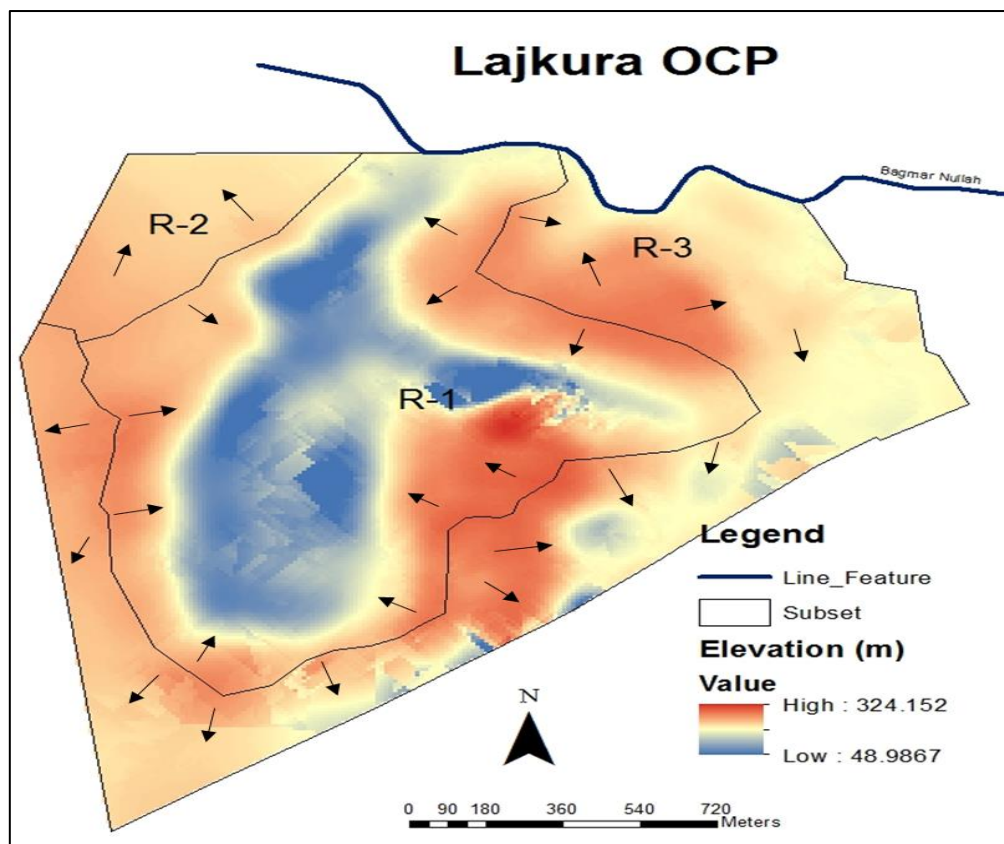 Lajkura OCP
Bagmar Nullah
R-2
R-3
R-1
Legend
Line_Feature
Subset
Elevation (m)
Value
High : 324.152
Low : 48.9867
N
0 90 180 360 540 720
Meters